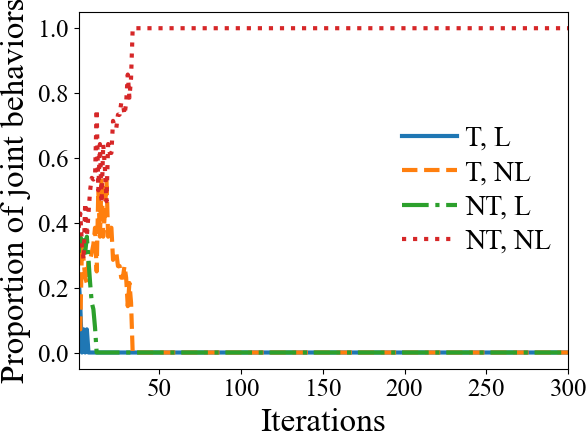 Proportion of joint behaviors
1.0
0.8
0.6
0.4
0.2
0.0
T, L
T, NL
NT, L
NT, NL
50 100 150 200 250 300
Iterations